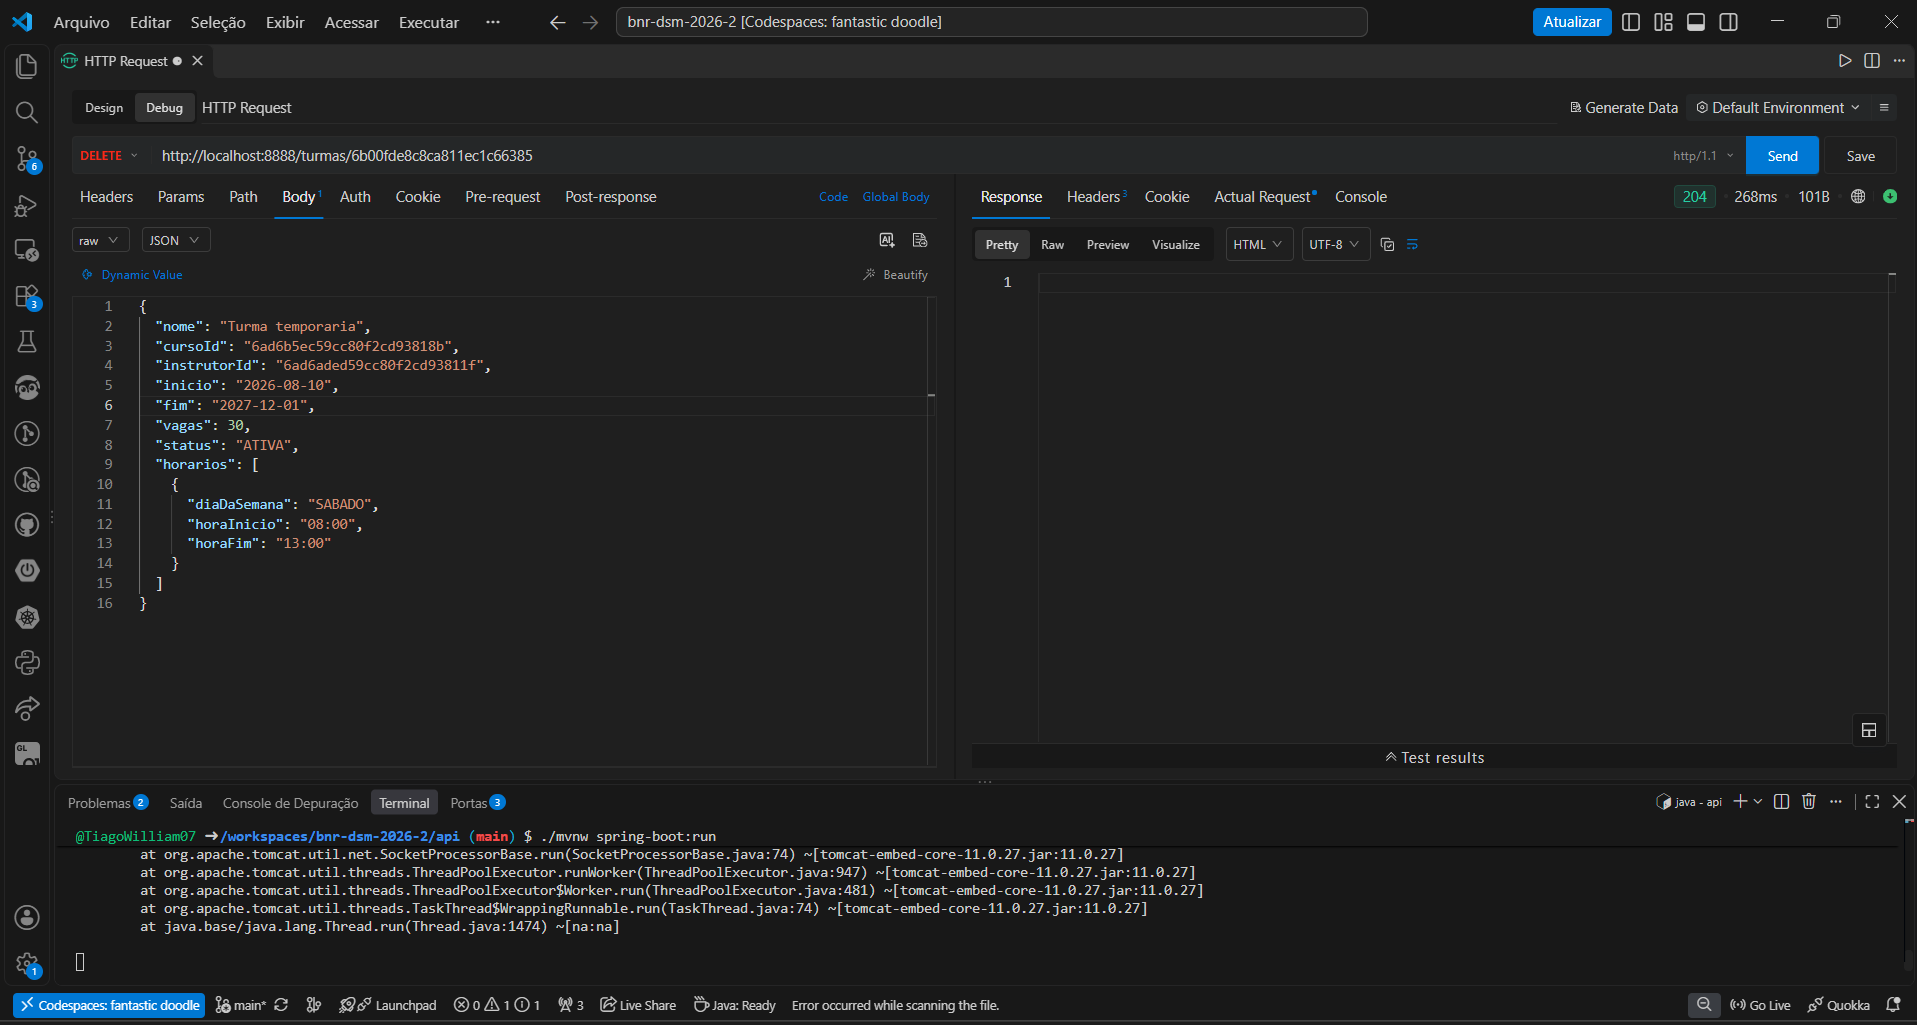 Arquivo Editar Seleção Exibir Acessar Executar ··· bnr-dsm-2026-2 [Codespaces: fantastic doodle] Atualizar
HTTP HTTP Request
Design Debug HTTP Request Generate Data Default Environment
DELETE http://localhost:8888/turmas/6b00fde8c8ca811ec1c66385 http/1.1 Send Save
Headers Params Path Body 1 Auth Cookie Pre-request Post-response Code Global Body
Response Headers 3 Cookie Actual Request Console 204 268ms 101B
raw JSON AI
Pretty Raw Preview Visualize HTML UTF-8
Dynamic Value Beautify
1 {
2 "nome": "Turma temporaria",
3 "cursoId": "6ad6b5ec59cc80f2cd93818b",
4 "instrutorId": "6ad6aded59cc80f2cd93811f",
5 "inicio": "2026-08-10",
6 "fim": "2027-12-01",
7 "vagas": 30,
8 "status": "ATIVA",
9 "horarios": [
10 {
11 "diaDaSemana": "SABADO",
12 "horaInicio": "08:00",
13 "horaFim": "13:00"
14 }
15 ]
16 }
1
Test results
6
3
GL
1
Problemas 2 Saída Console de Depuração Terminal Portas 3 java - api
@TiagoWilliam07 ➜/workspaces/bnr-dsm-2026-2/api (main) $ ./mvnw spring-boot:run
at org.apache.tomcat.util.net.SocketProcessorBase.run(SocketProcessorBase.java:74) ~[tomcat-embed-core-11.0.27.jar:11.0.27]
at org.apache.tomcat.util.threads.ThreadPoolExecutor.runWorker(ThreadPoolExecutor.java:947) ~[tomcat-embed-core-11.0.27.jar:11.0.27]
at org.apache.tomcat.util.threads.ThreadPoolExecutor$Worker.run(ThreadPoolExecutor.java:481) ~[tomcat-embed-core-11.0.27.jar:11.0.27]
at org.apache.tomcat.util.threads.TaskThread$WrappingRunnable.run(TaskThread.java:74) ~[tomcat-embed-core-11.0.27.jar:11.0.27]
at java.base/java.lang.Thread.run(Thread.java:1474) ~[na:na]
Codespaces: fantastic doodle main* Launchpad 0 1 1 3 Live Share Java: Ready Error occurred while scanning the file. Go Live Quokka